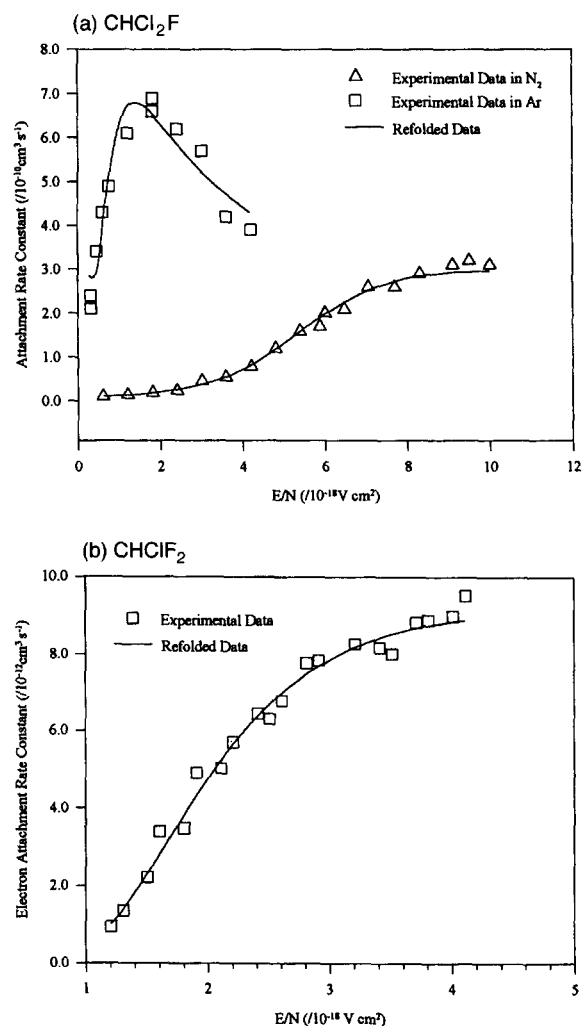 (a) CHCl₂F
8.0
7.0
6.0
5.0
4.0
3.0
2.0
1.0
0.0
Attachment Rate Constant (/10⁻¹⁰cm³ s⁻¹)
Experimental Data in N₂
Experimental Data in Ar
Refolded Data
0 2 4 6 8 10 12
E/N (/10⁻¹⁸V cm²)
(b) CHClF₂
10.0
8.0
6.0
4.0
2.0
0.0
Electron Attachment Rate Constant (/10⁻¹²cm³ s⁻¹)
Experimental Data
Refolded Data
1 2 3 4 5
E/N (/10⁻¹⁸ V cm²)